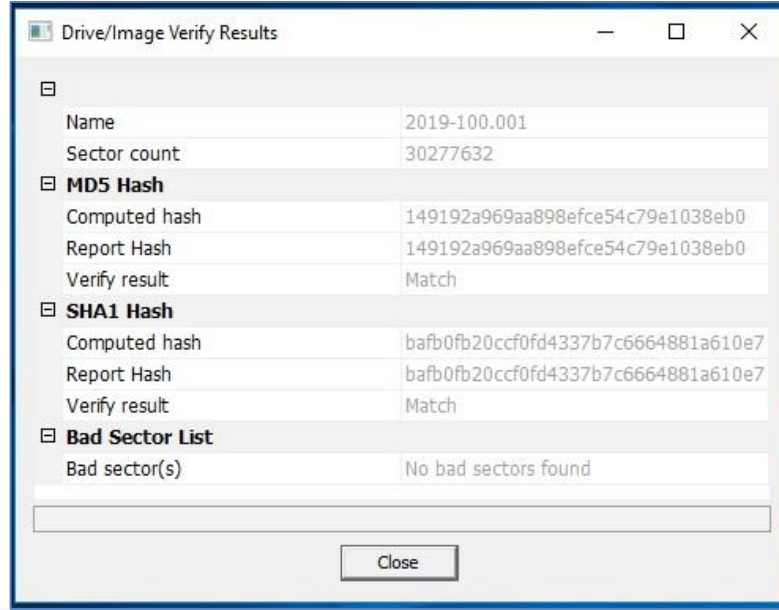 Drive/Image Verify Results
Name 2019-100.001
Sector count 30277632
MD5 Hash
Computed hash 149192a969aa898efce54c79e1038eb0
Report Hash 149192a969aa898efce54c79e1038eb0
Verify result Match
SHA1 Hash
Computed hash bafb0fb20ccf0fd4337b7c6664881a610e7
Report Hash bafb0fb20ccf0fd4337b7c6664881a610e7
Verify result Match
Bad Sector List
Bad sector(s) No bad sectors found
Close